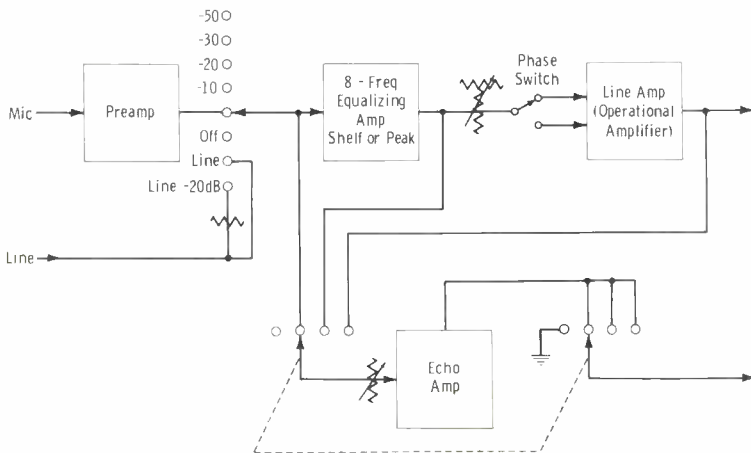 -50
-30
-20
-10
Mic
Preamp
Off
Line
Line -20dB
Line
8 - Freq
Equalizing
Amp
Shelf or Peak
Phase
Switch
Line Amp
(Operational
Amplifier)
Echo
Amp